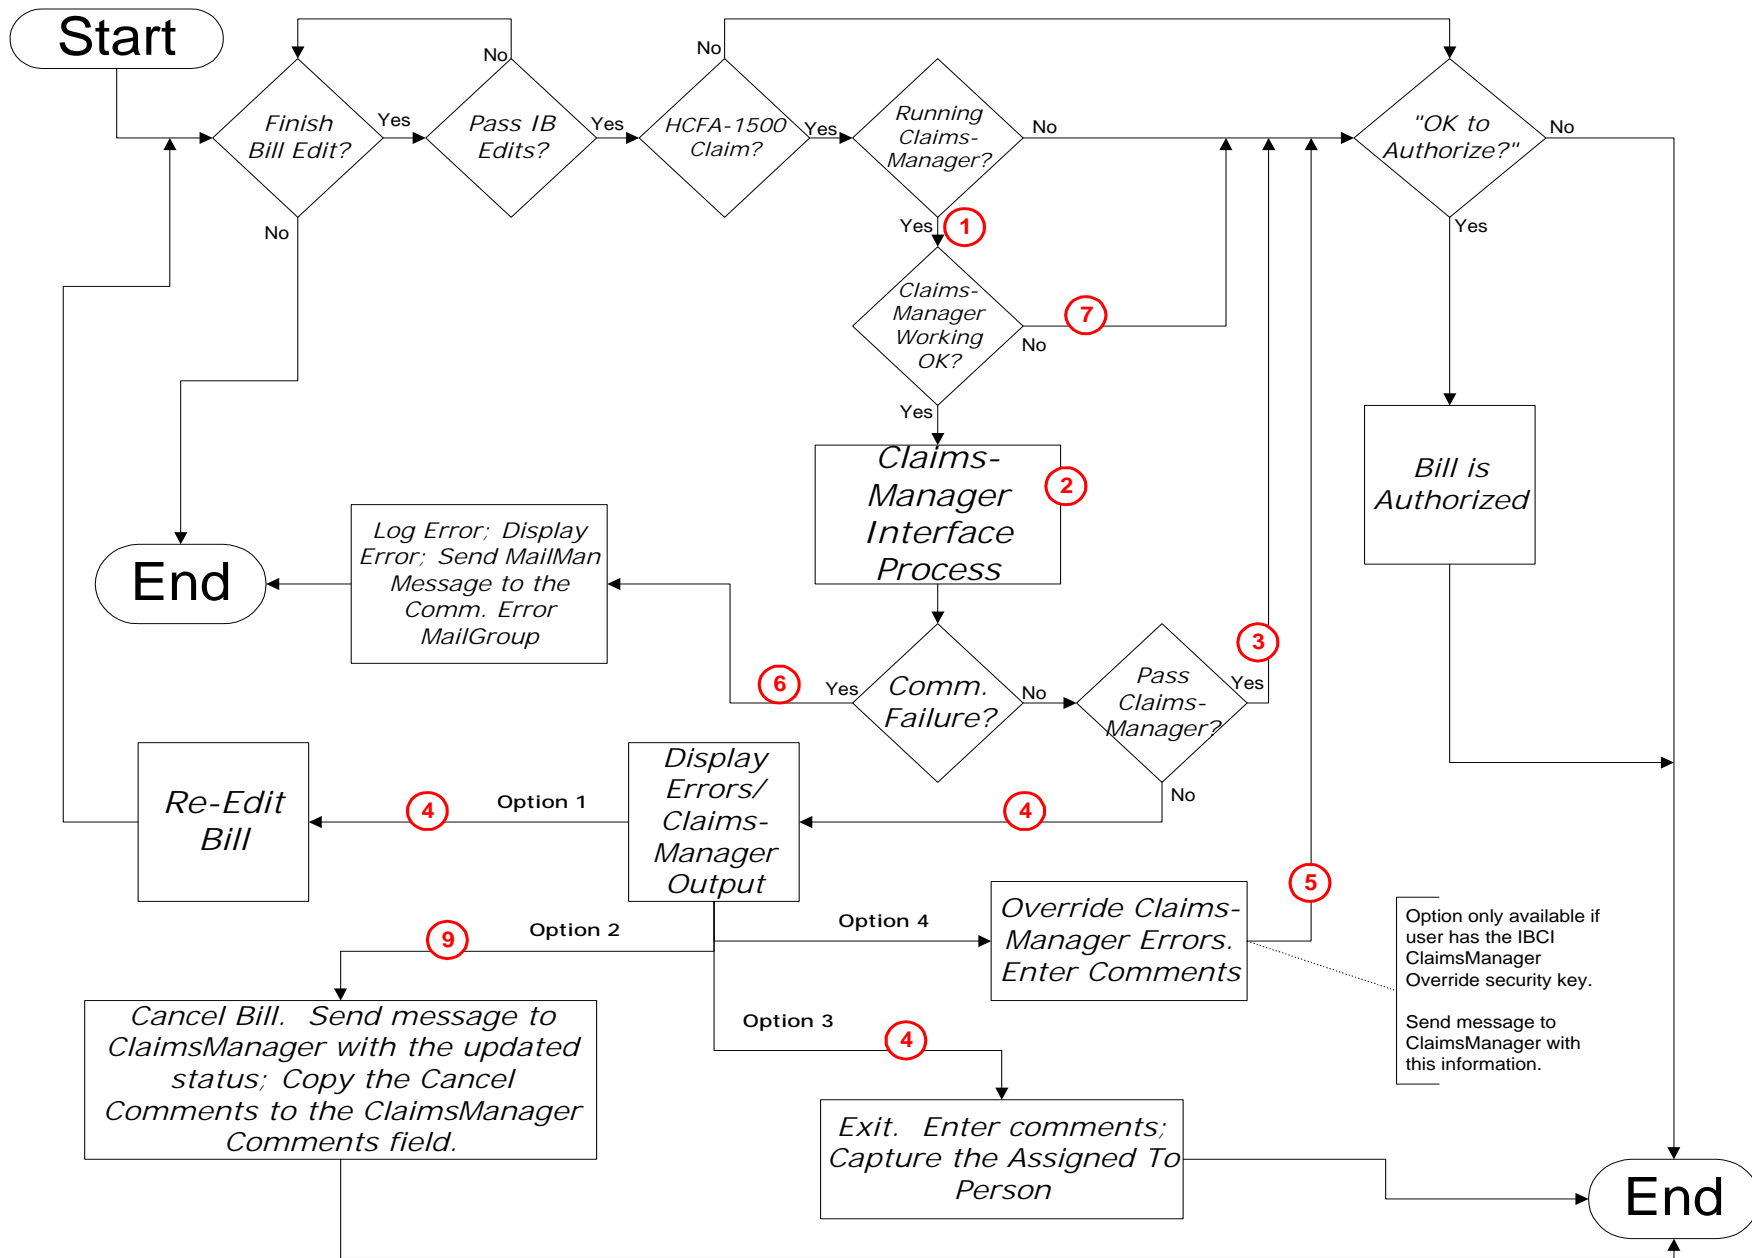 Start
No
No
Finish
Bill Edit?
Yes
Pass IB
Edits?
Yes
HCFA-1500
Claim?
Yes
Running
Claims-
Manager?
No
"OK to
Authorize?"
No
No
Yes
1
Yes
Claims-
Manager
Working
OK?
7
No
Yes
Claims-
Manager
Interface
Process
2
Bill is
Authorized
Log Error; Display
Error; Send MailMan
Message to the
Comm. Error
MailGroup
End
6
Yes
Comm.
Failure?
No
Pass
Claims-
Manager?
Yes
3
No
Re-Edit
Bill
4
Option 1
Display
Errors/
Claims-
Manager
Output
4
9
Option 2
Option 4
Override Claims-
Manager Errors.
Enter Comments
5
Option only available if
user has the IBCI
ClaimsManager
Override security key.
Send message to
ClaimsManager with
this information.
Option 3
4
Cancel Bill. Send message to
ClaimsManager with the updated
status; Copy the Cancel
Comments to the ClaimsManager
Comments field.
Exit. Enter comments;
Capture the Assigned To
Person
End